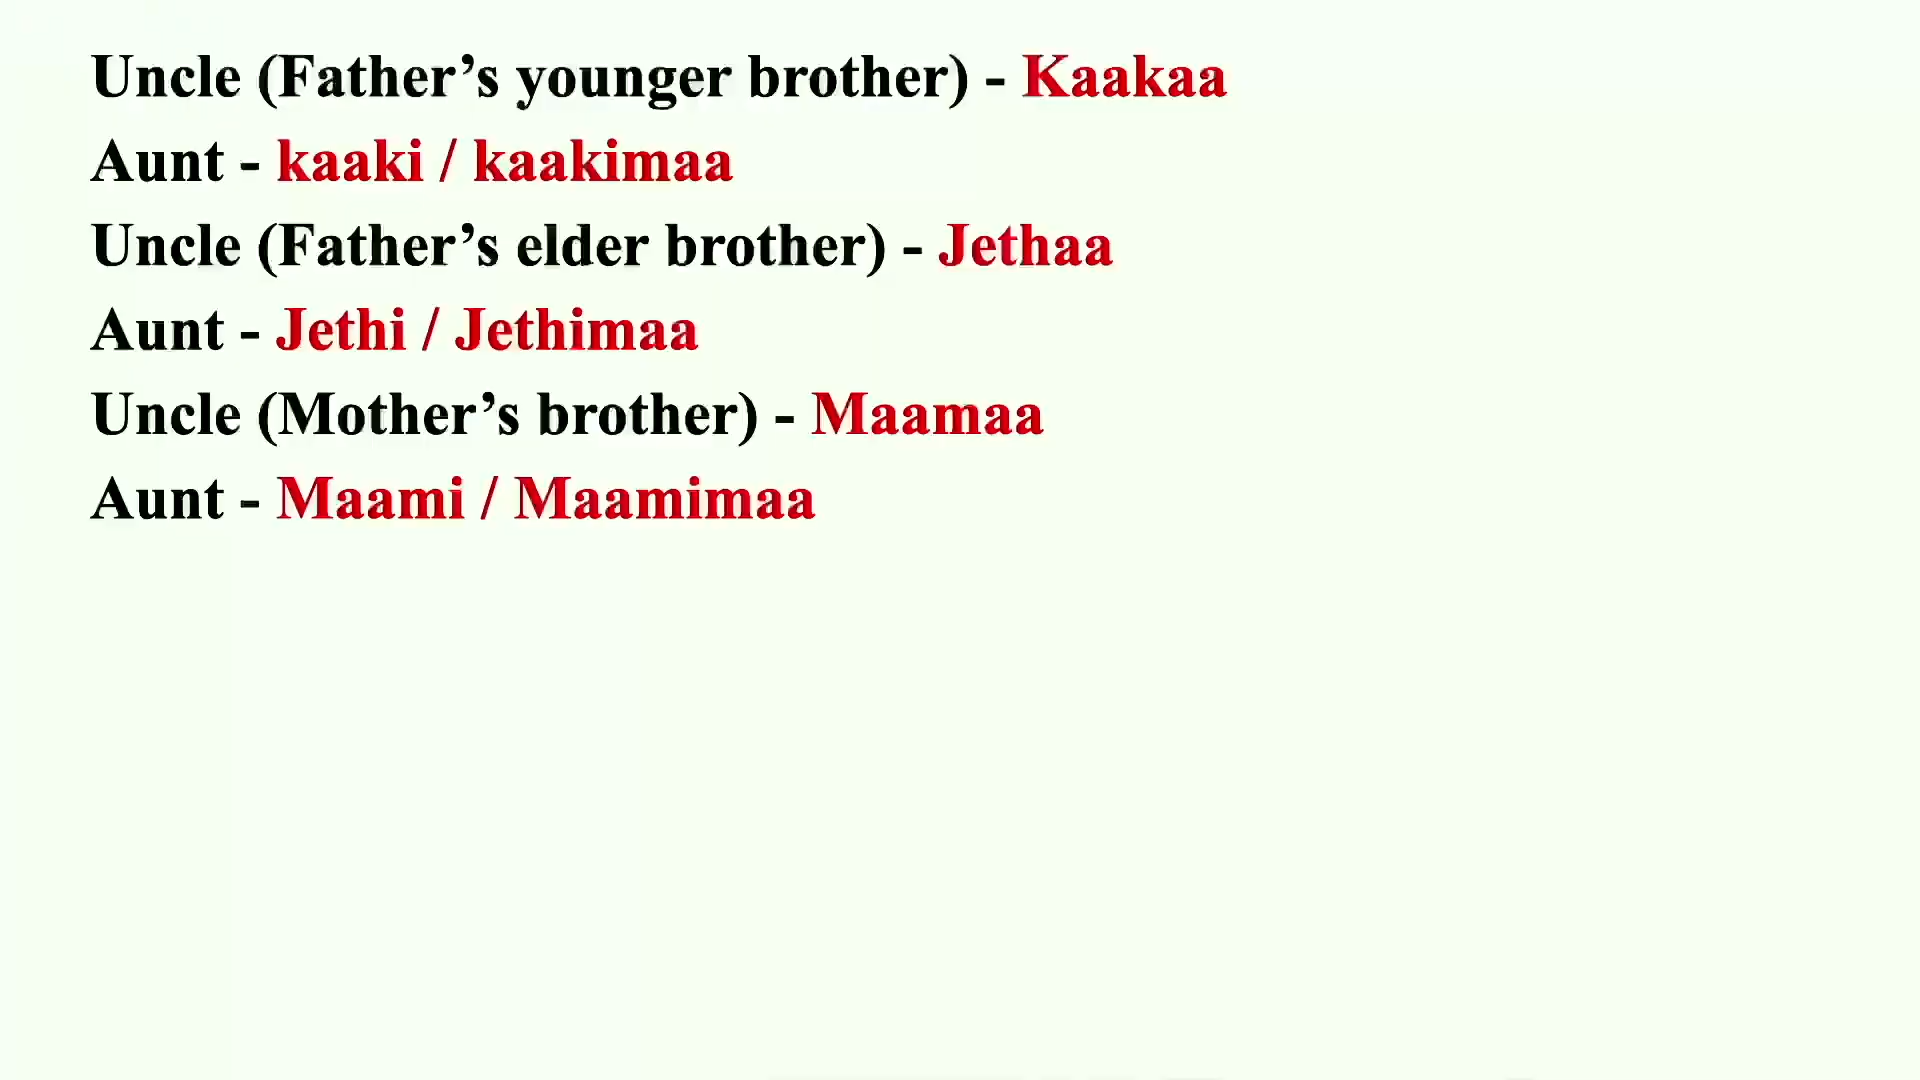 Uncle (Father’s younger brother) - Kaakaa
Aunt - kaaki / kaakimaa
Uncle (Father’s elder brother) - Jethaa
Aunt - Jethi / Jethimaa
Uncle (Mother’s brother) - Maamaa
Aunt - Maami / Maamimaa